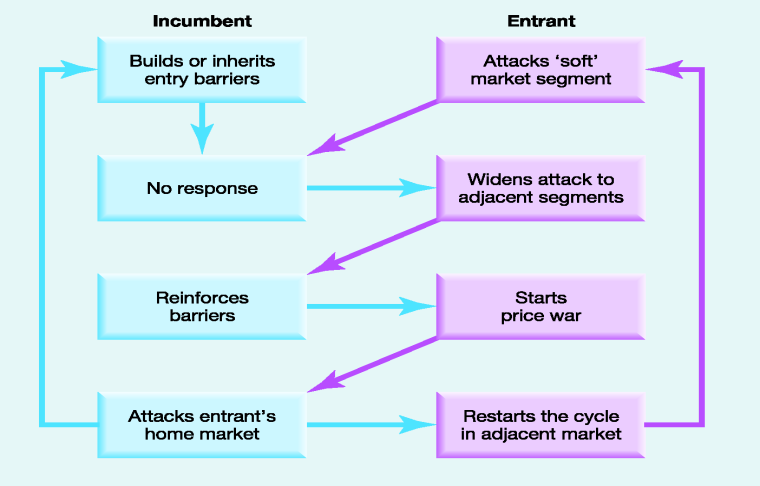 Incumbent
Entrant
Builds or inherits
entry barriers
Attacks ‘soft’
market segment
No response
Widens attack to
adjacent segments
Reinforces
barriers
Starts
price war
Attacks entrant’s
home market
Restarts the cycle
in adjacent market